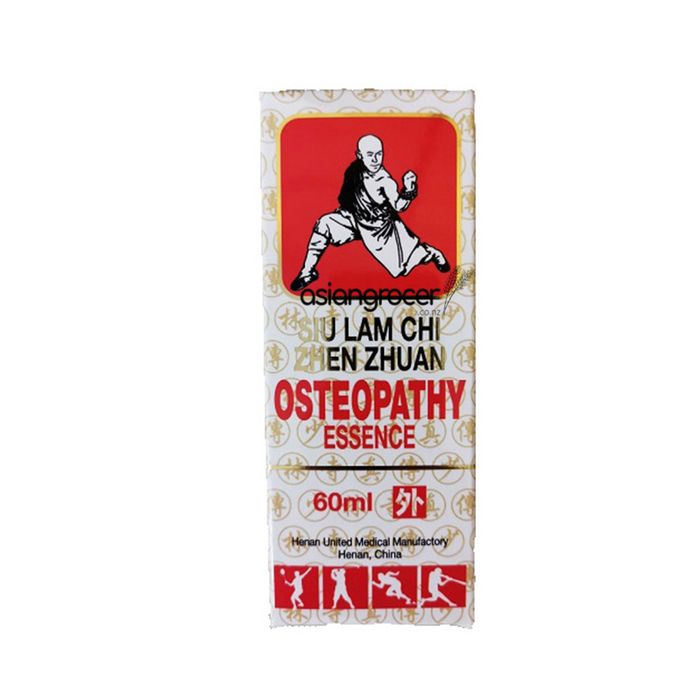 asiangrocer
.co.nz
SIU LAM CHI
ZHEN ZHUAN
OSTEOPATHY
ESSENCE
60ml 外
Henan United Medical Manufactory
Henan, China